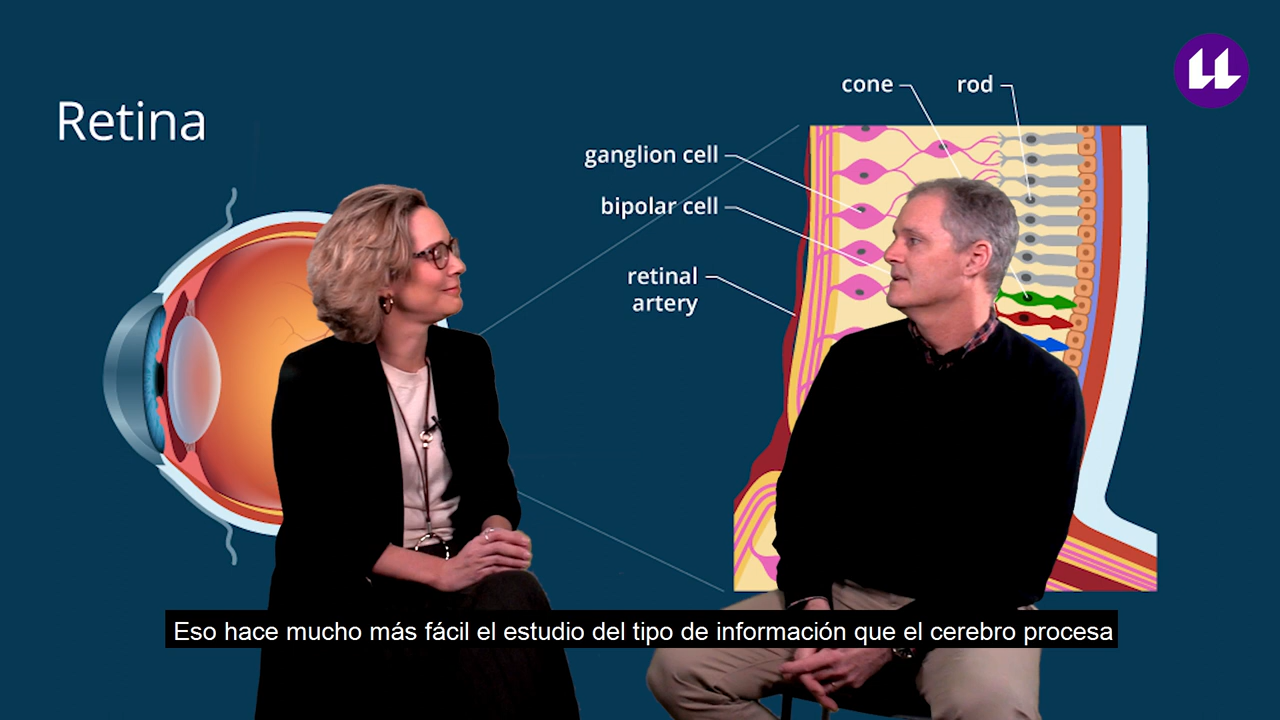 Retina
cone
rod
ganglion cell
bipolar cell
retinal
artery
Eso hace mucho más fácil el estudio del tipo de información que el cerebro procesa